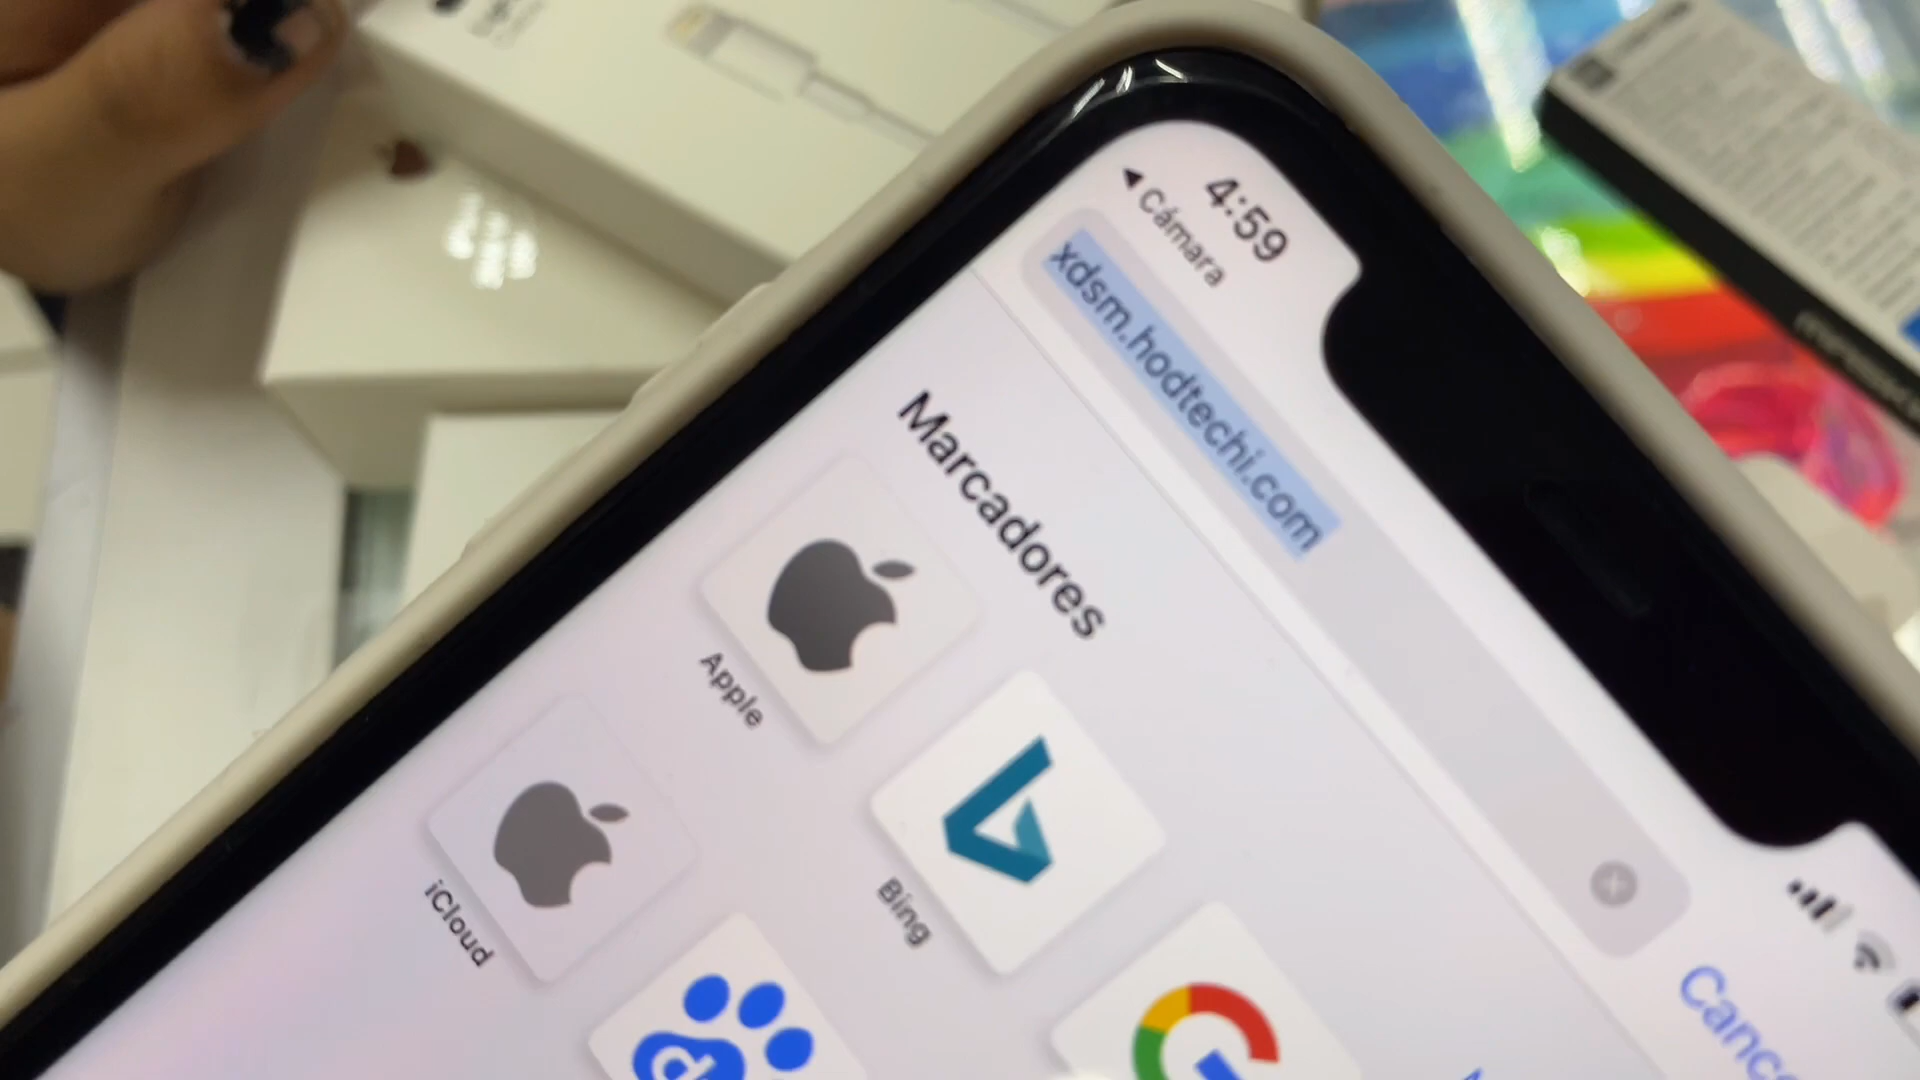 4:59
◀ Cámara
xdsm.hodtechi.com
Marcadores
Apple
Bing
iCloud